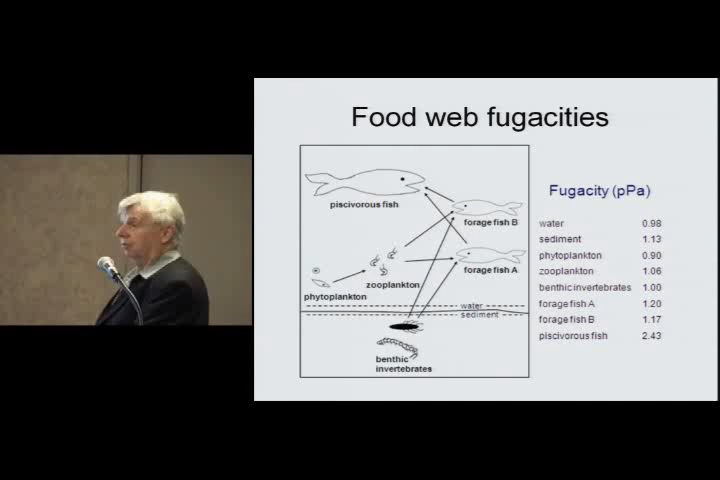 Food web fugacities
piscivorous fish
forage fish B
forage fish A
zooplankton
phytoplankton
water
sediment
benthic
invertebrates
Fugacity (pPa)
water 0.98
sediment 1.13
phytoplankton 0.90
zooplankton 1.06
benthic invertebrates 1.00
forage fish A 1.20
forage fish B 1.17
piscivorous fish 2.43